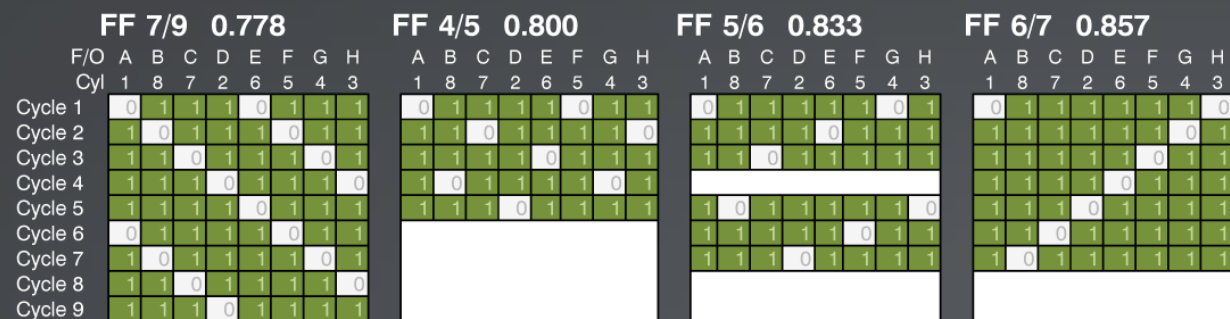 FF 7/9 0.778 FF 4/5 0.800 FF 5/6 0.833 FF 6/7 0.857
F/O A B C D E F G H A B C D E F G H A B C D E F G H A B C D E F G H
Cyl 1 8 7 2 6 5 4 3 1 8 7 2 6 5 4 3 1 8 7 2 6 5 4 3 1 8 7 2 6 5 4 3
Cycle 1 0 1 1 1 0 1 1 1 0 1 1 1 1 0 1 1 0 1 1 1 1 1 0 1 0 1 1 1 1 1 1 0
Cycle 2 1 0 1 1 1 0 1 1 1 1 0 1 1 1 1 0 1 1 1 1 0 1 1 1 1 1 1 1 1 1 0 1
Cycle 3 1 1 0 1 1 1 0 1 1 1 1 1 0 1 1 1 1 1 0 1 1 1 1 1 1 1 1 1 1 0 1 1
Cycle 4 1 1 1 0 1 1 1 0 1 0 1 1 1 1 0 1 1 1 1 1 0 1 1 1
Cycle 5 1 1 1 1 0 1 1 1 1 1 1 0 1 1 1 1 1 0 1 1 1 1 1 0 1 1 1 0 1 1 1 1
Cycle 6 0 1 1 1 1 0 1 1 1 1 1 1 1 0 1 1 1 1 0 1 1 1 1 1
Cycle 7 1 0 1 1 1 1 0 1 1 1 1 0 1 1 1 1 1 0 1 1 1 1 1 1
Cycle 8 1 1 0 1 1 1 1 0
Cycle 9 1 1 1 0 1 1 1 1